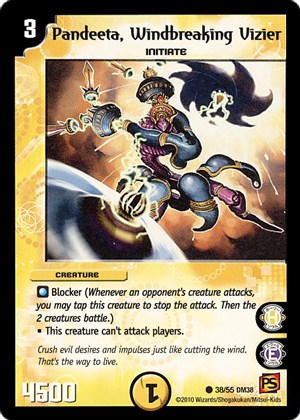 3 Pandeeta, Windbreaking Vizier
INITIATE
CREATURE
Blocker (Whenever an opponent's creature attacks,
you may tap this creature to stop the attack. Then the
2 creatures battle.)
▪ This creature can't attack players.
Crush evil desires and impulses just like cutting the wind.
That's the way to live.
4500
1
38/55 DM38
PS
©2010 Wizards/Shogakukan/Mitsui-Kids